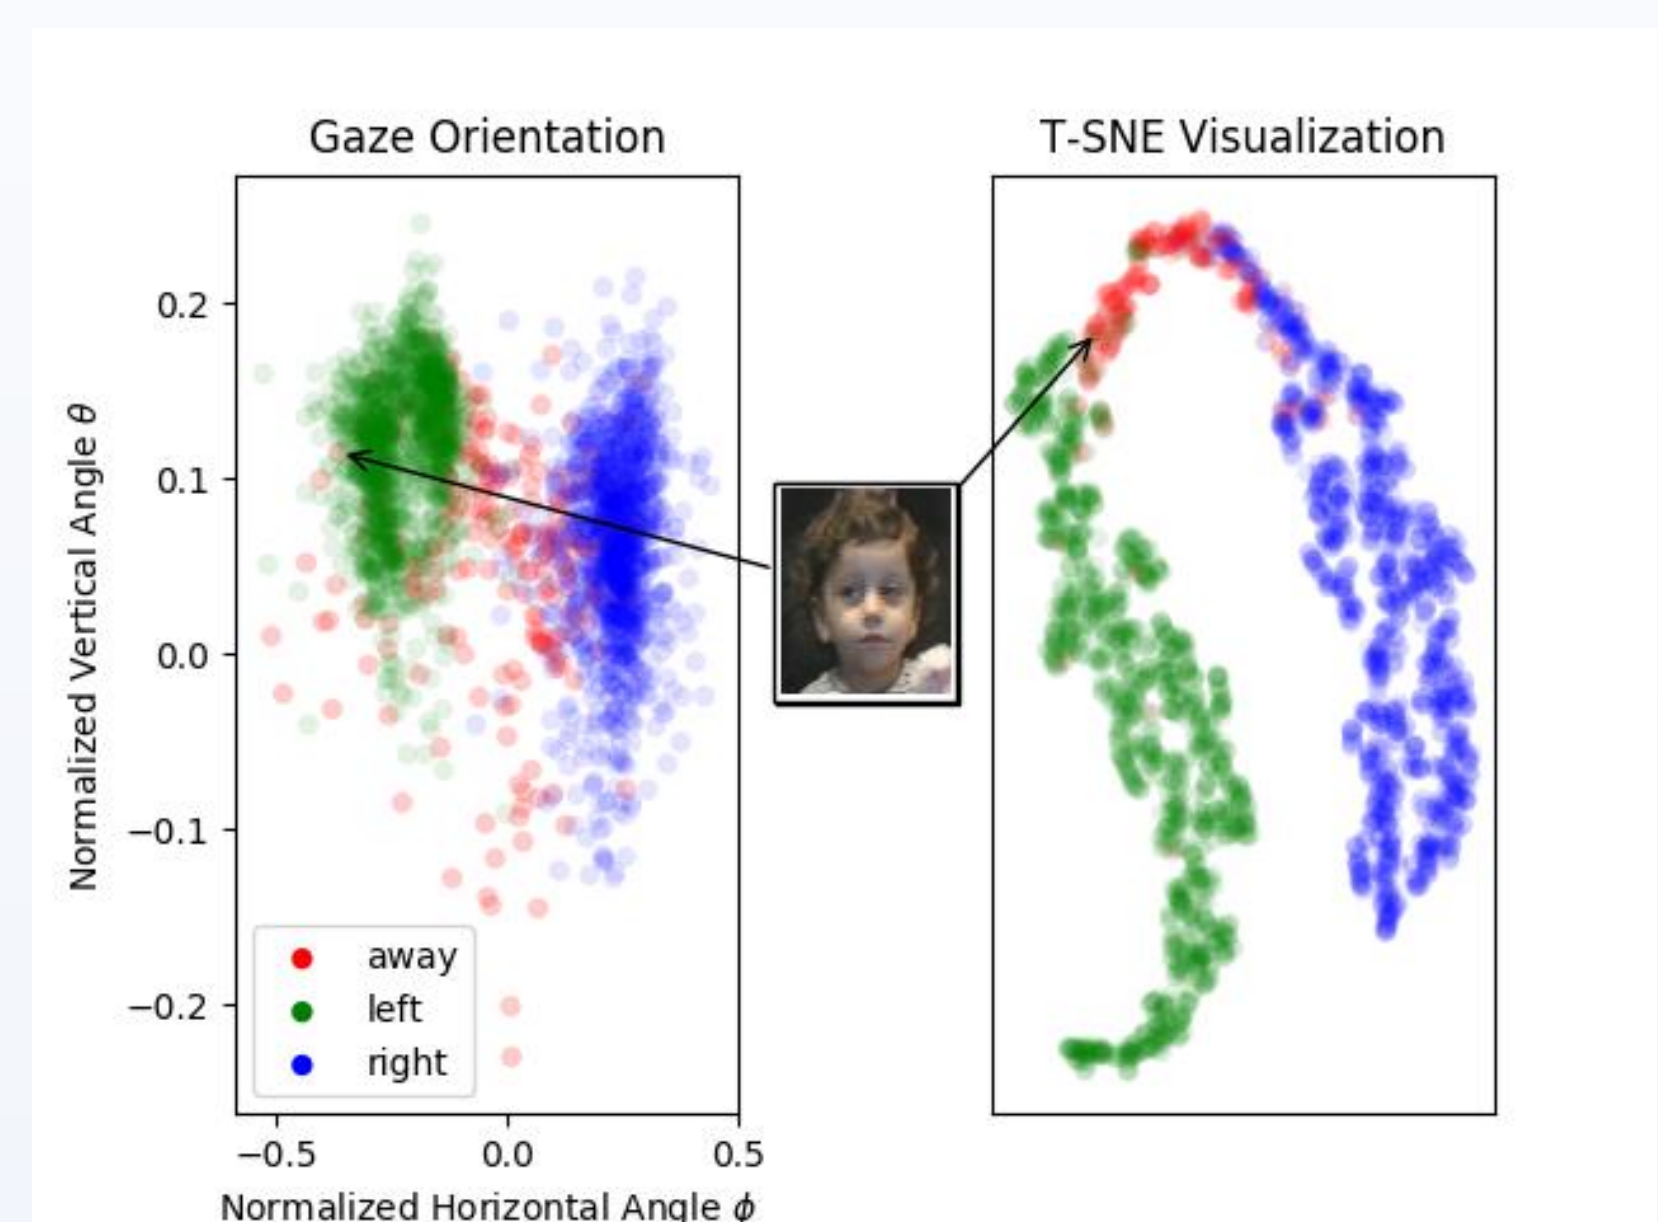 Gaze Orientation
T-SNE Visualization
Normalized Vertical Angle θ
0.2
0.1
0.0
−0.1
−0.2
away
left
right
−0.5
0.0
0.5
Normalized Horizontal Angle ϕ